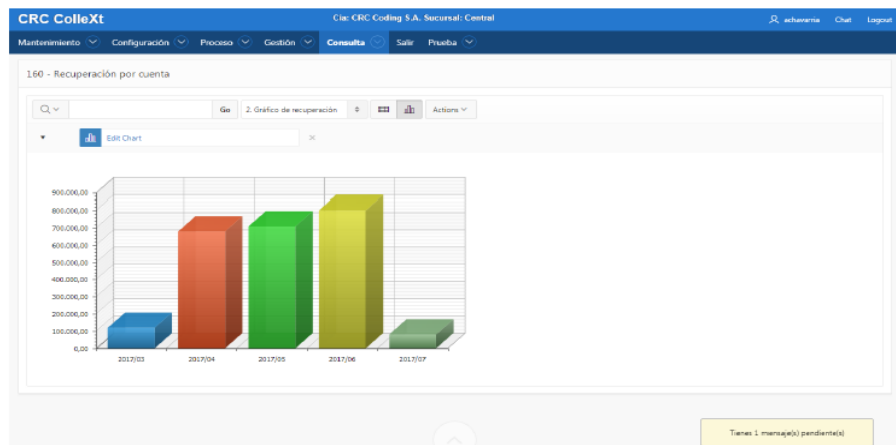 CRC ColleXt
Cia: CRC Coding S.A. Sucursal: Central
achavarria Chat Logout
Mantenimiento Configuración Proceso Gestión Consulta Salir Prueba
160 - Recuperación por cuenta
Go 2. Gráfico de recuperación Actions
Edit Chart
900.000,00
800.000,00
700.000,00
600.000,00
500.000,00
400.000,00
300.000,00
200.000,00
100.000,00
0,00
2017/03 2017/04 2017/05 2017/06 2017/07
Tienes 1 mensaje(s) pendiente(s)